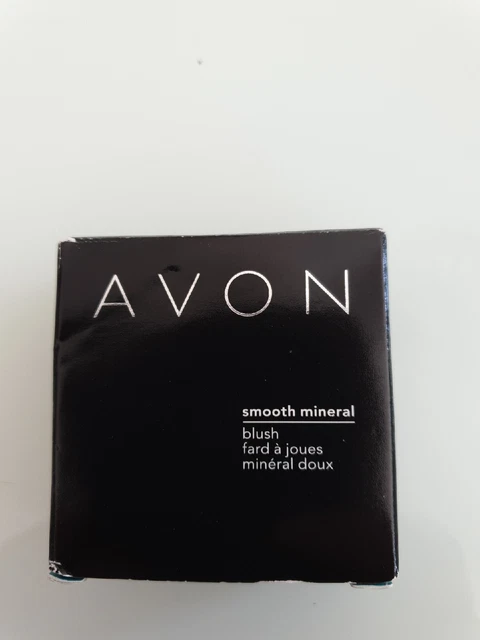 AVON
smooth mineral
blush
fard à joues
minéral doux